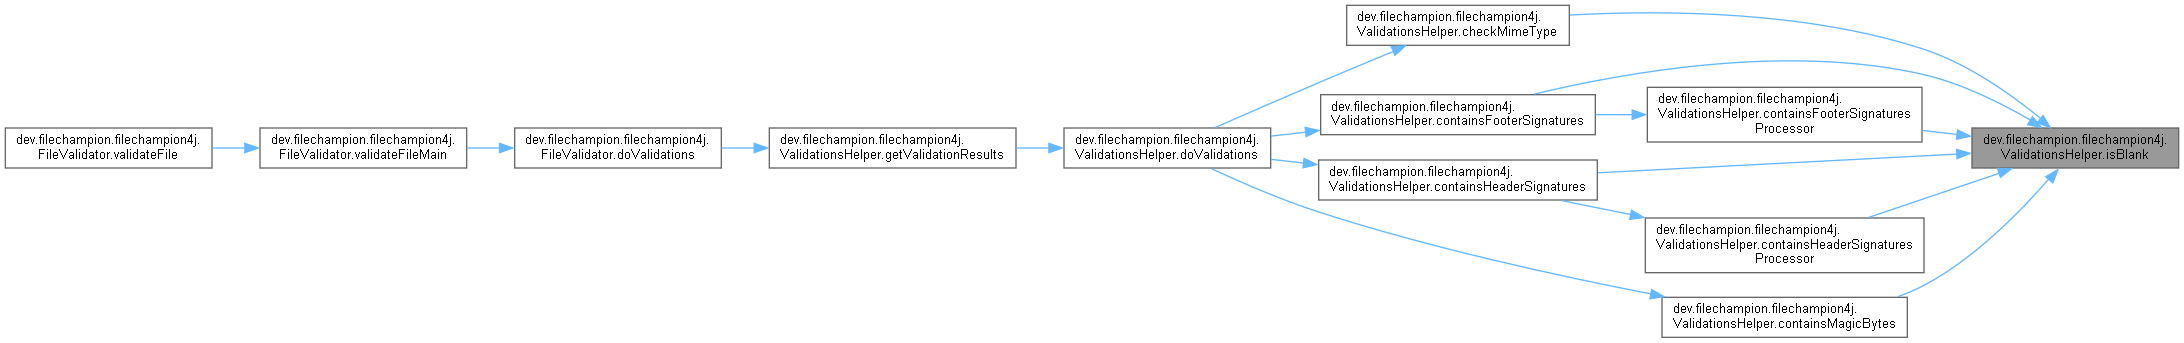 dev.filechampion.filechampion4j.
FileValidator.validateFile
dev.filechampion.filechampion4j.
FileValidator.validateFileMain
dev.filechampion.filechampion4j.
FileValidator.doValidations
dev.filechampion.filechampion4j.
ValidationsHelper.getValidationResults
dev.filechampion.filechampion4j.
ValidationsHelper.doValidations
dev.filechampion.filechampion4j.
ValidationsHelper.checkMimeType
dev.filechampion.filechampion4j.
ValidationsHelper.containsFooterSignatures
dev.filechampion.filechampion4j.
ValidationsHelper.containsFooterSignatures
Processor
dev.filechampion.filechampion4j.
ValidationsHelper.containsHeaderSignatures
dev.filechampion.filechampion4j.
ValidationsHelper.containsHeaderSignatures
Processor
dev.filechampion.filechampion4j.
ValidationsHelper.containsMagicBytes
dev.filechampion.filechampion4j.
ValidationsHelper.isBlank